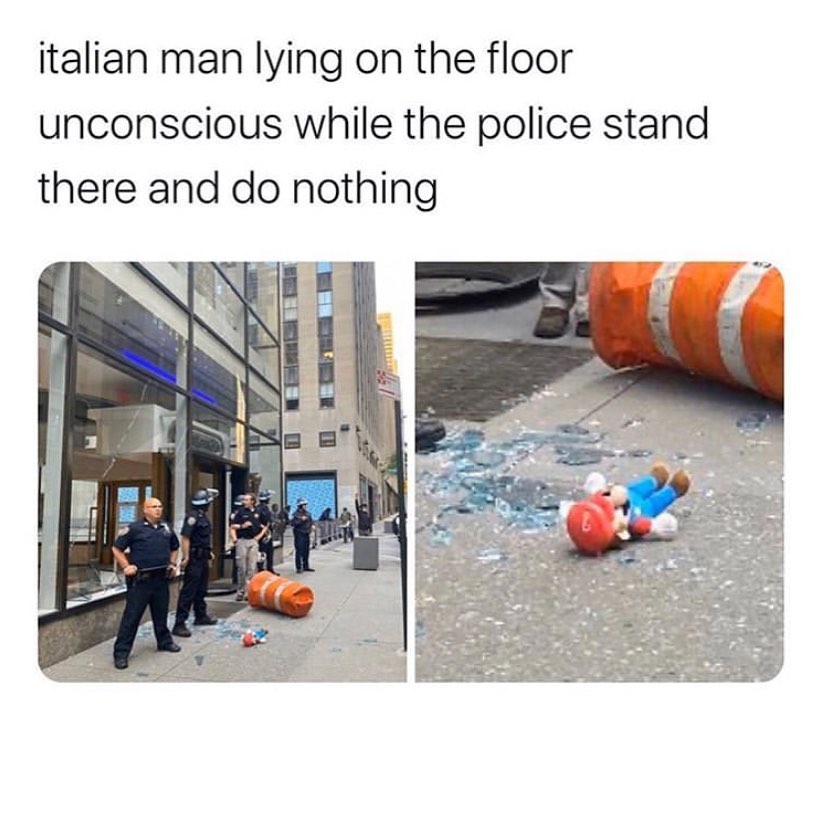 italian man lying on the floor
unconscious while the police stand
there and do nothing